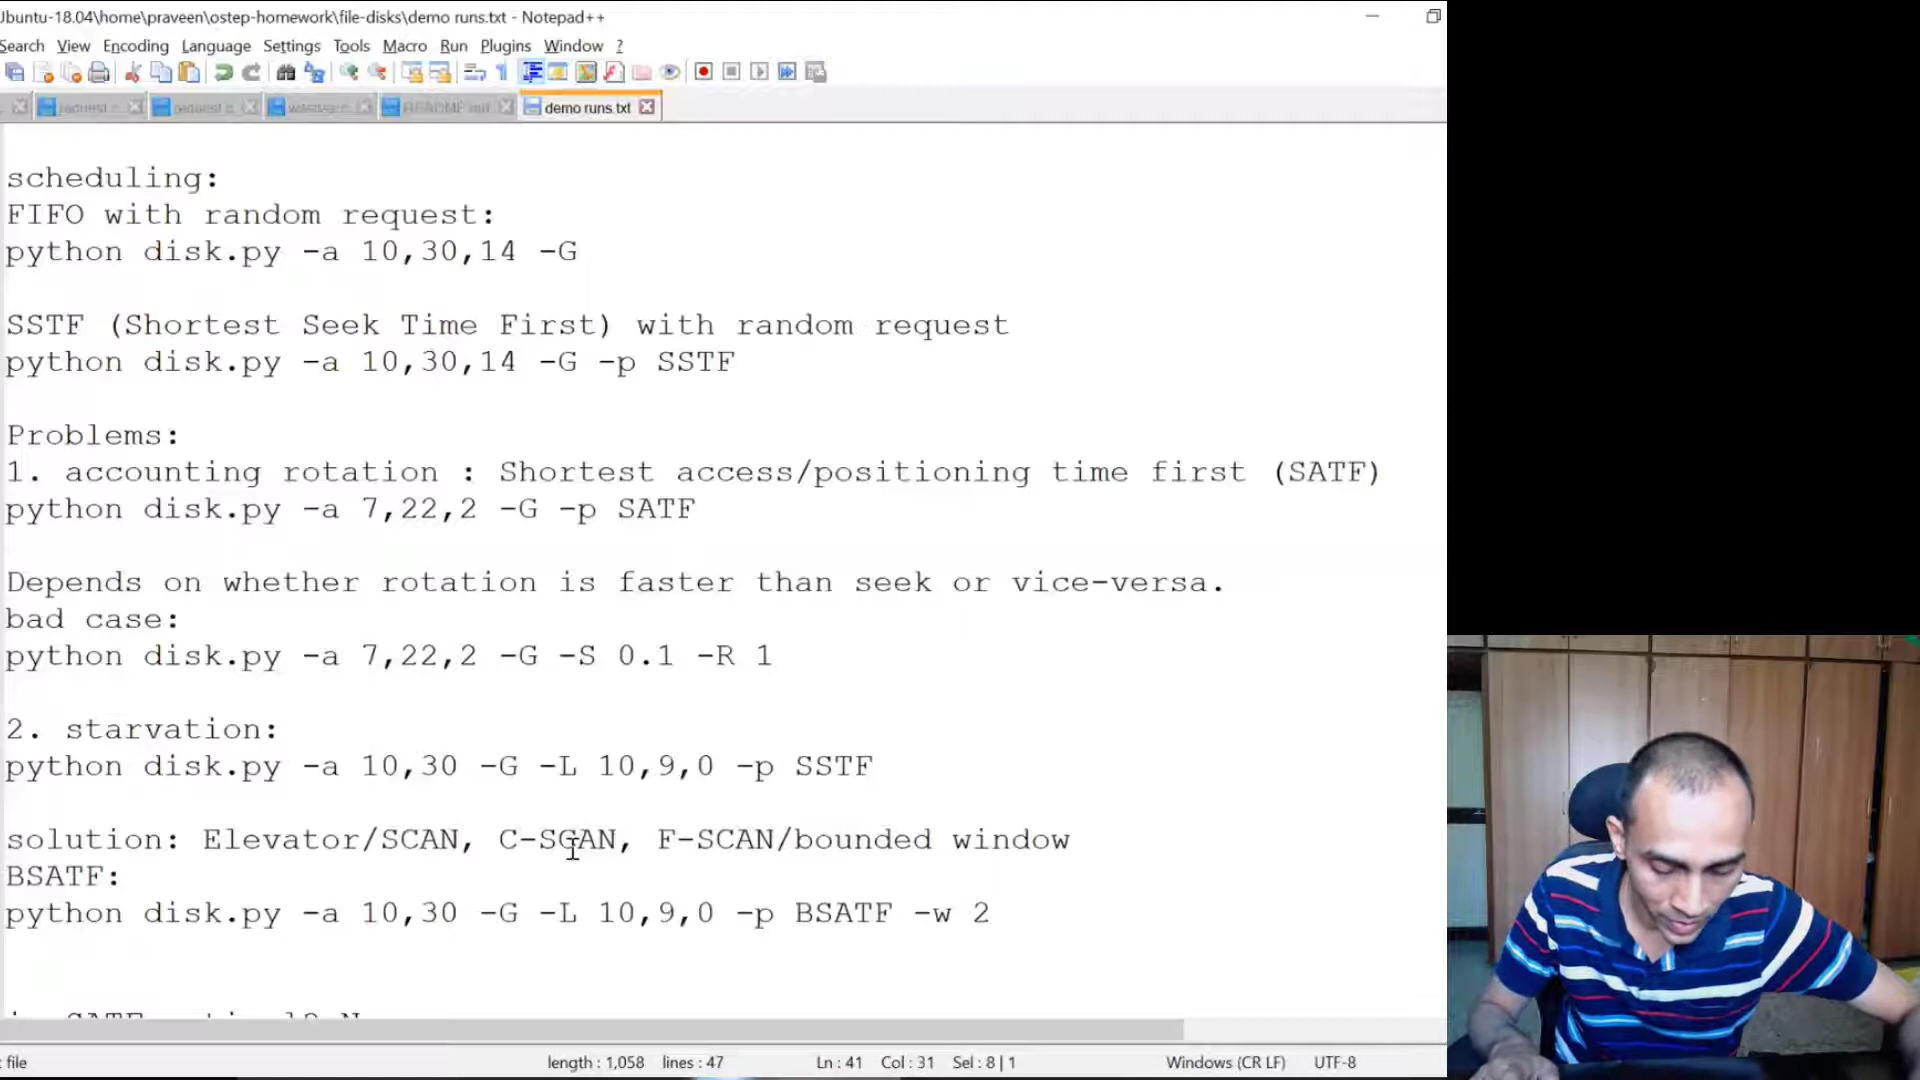 Ubuntu-18.04\home\praveen\ostep-homework\file-disks\demo runs.txt - Notepad++
Search View Encoding Language Settings Tools Macro Run Plugins Window ?
request.c request.h wserver.c README.md demo runs.txt
scheduling:
FIFO with random request:
python disk.py -a 10,30,14 -G
SSTF (Shortest Seek Time First) with random request
python disk.py -a 10,30,14 -G -p SSTF
Problems:
1. accounting rotation : Shortest access/positioning time first (SATF)
python disk.py -a 7,22,2 -G -p SATF
Depends on whether rotation is faster than seek or vice-versa.
bad case:
python disk.py -a 7,22,2 -G -S 0.1 -R 1
2. starvation:
python disk.py -a 10,30 -G -L 10,9,0 -p SSTF
solution: Elevator/SCAN, C-SCAN, F-SCAN/bounded window
BSATF:
python disk.py -a 10,30 -G -L 10,9,0 -p BSATF -w 2
file length : 1,058 lines : 47 Ln : 41 Col : 31 Sel : 8 | 1 Windows (CR LF) UTF-8